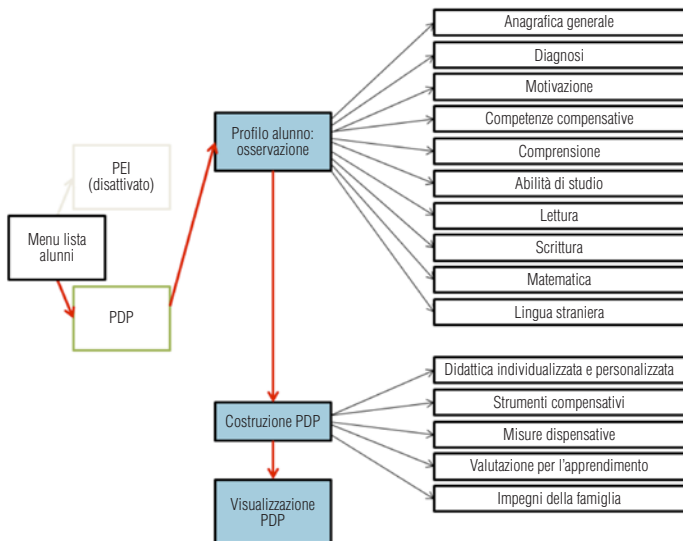 Anagrafica generale
Diagnosi
Motivazione
Competenze compensative
Comprensione
Abilità di studio
Lettura
Scrittura
Matematica
Lingua straniera
Profilo alunno:
osservazione
PEI
(disattivato)
Menu lista
alunni
PDP
Didattica individualizzata e personalizzata
Strumenti compensativi
Misure dispensative
Valutazione per l'apprendimento
Impegni della famiglia
Costruzione PDP
Visualizzazione
PDP